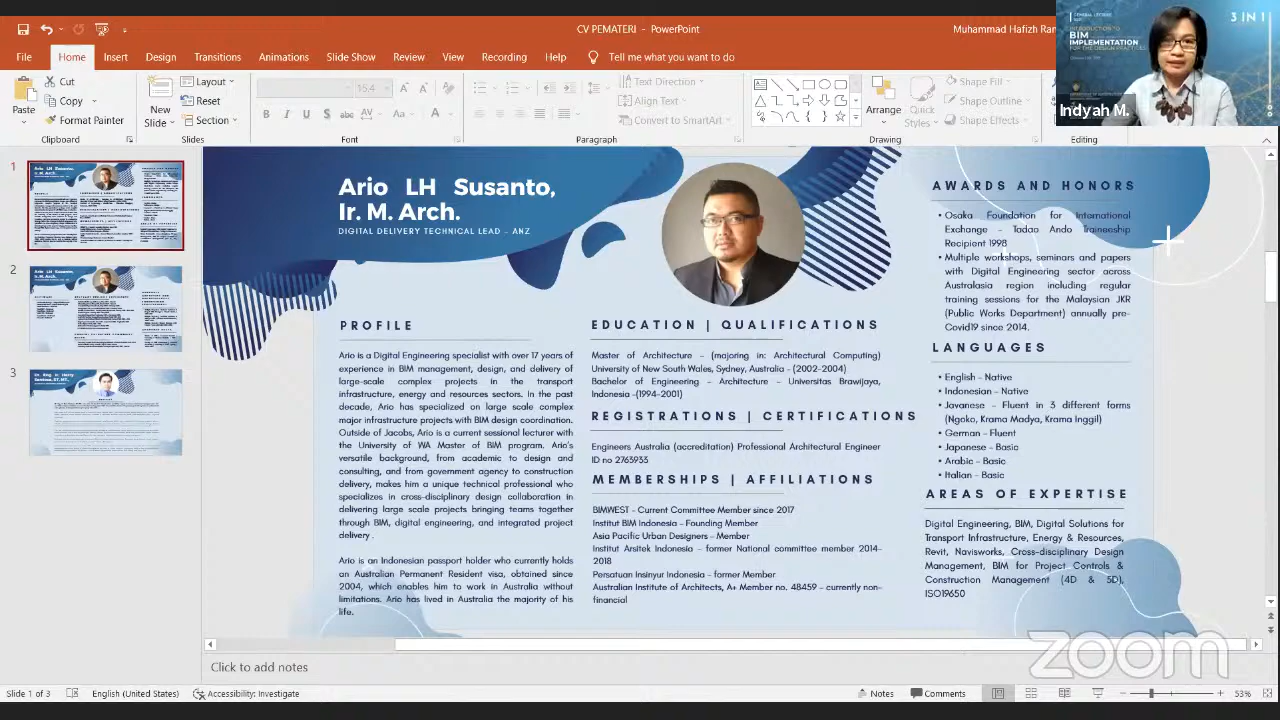 CV PEMATERI - PowerPoint
Muhammad Hafizh Ran
File Home Insert Design Transitions Animations Slide Show Review View Recording Help Tell me what you want to do
Paste
Cut
Copy
Format Painter
Clipboard
New
Slide
Layout
Reset
Section
Slides
15.4
Font
Text Direction
Align Text
Convert to SmartArt
Paragraph
Arrange
Quick
Styles
Shape Fill
Shape Outline
Shape Effects
Drawing
Editing
GENERAL LECTURE
INTRODUCTION TO
BIM
IMPLEMENTATION
FOR THE DESIGN PRACTICES
3 IN 1
Indyah M.
1
2
3
Ario LH Susanto,
Ir. M. Arch.
DIGITAL DELIVERY TECHNICAL LEAD - ANZ
PROFILE
Ario is a Digital Engineering specialist with over 17 years of
experience in BIM management, design, and delivery of
large-scale complex projects in the transport
infrastructure, energy and resources sectors. In the past
decade, Ario has specialized on large scale complex
major infrastructure projects with BIM design coordination.
Outside of Jacobs, Ario is a current sessional lecturer with
the University of WA Master of BIM program. Ario's
versatile background, from academic to design and
consulting, and from government agency to construction
delivery, makes him a unique technical professional who
specializes in cross-disciplinary design collaboration in
delivering large scale projects bringing teams together
through BIM, digital engineering, and integrated project
delivery .
Ario is an Indonesian passport holder who currently holds
an Australian Permanent Resident visa, obtained since
2004, which enables him to work in Australia without
limitations. Ario has lived in Australia the majority of his
life.
EDUCATION | QUALIFICATIONS
Master of Architecture - (majoring in: Architectural Computing)
University of New South Wales, Sydney, Australia - (2002-2004)
Bachelor of Engineering - Architecture - Universitas Brawijaya,
Indonesia -(1994-2001)
REGISTRATIONS | CERTIFICATIONS
Engineers Australia (accreditation) Professional Architectural Engineer
ID no 2763933
MEMBERSHIPS | AFFILIATIONS
BIMWEST - Current Committee Member since 2017
Institut BIM Indonesia - Founding Member
Asia Pacific Urban Designers - Member
Institut Arsitek Indonesia - former National committee member 2014-
2018
Persatuan Insinyur Indonesia - former Member
Australian Institute of Architects, A+ Member no. 48459 - currently non-
financial
AWARDS AND HONORS
• Osaka Foundation for International
Exchange - Tadao Ando Traineeship
Recipient 1998
• Multiple workshops, seminars and papers
with Digital Engineering sector across
Australasia region including regular
training sessions for the Malaysian JKR
(Public Works Department) annually pre-
Covid19 since 2014
LANGUAGES
• English - Native
• Indonesian - Native
• Javanese - Fluent in 3 different forms
(Ngoko, Krama Madya, Krama Inggil)
• German - Fluent
• Japanese - Basic
• Arabic - Basic
• Italian - Basic
AREAS OF EXPERTISE
Digital Engineering, BIM, Digital Solutions for
Transport Infrastructure, Energy & Resources,
Revit, Navisworks, Cross-disciplinary Design
Management, BIM for Project Controls &
Construction Management (4D & 5D),
ISO19650
zoom
Click to add notes
Slide 1 of 3 English (United States) Accessibility: Investigate Notes Comments 53%